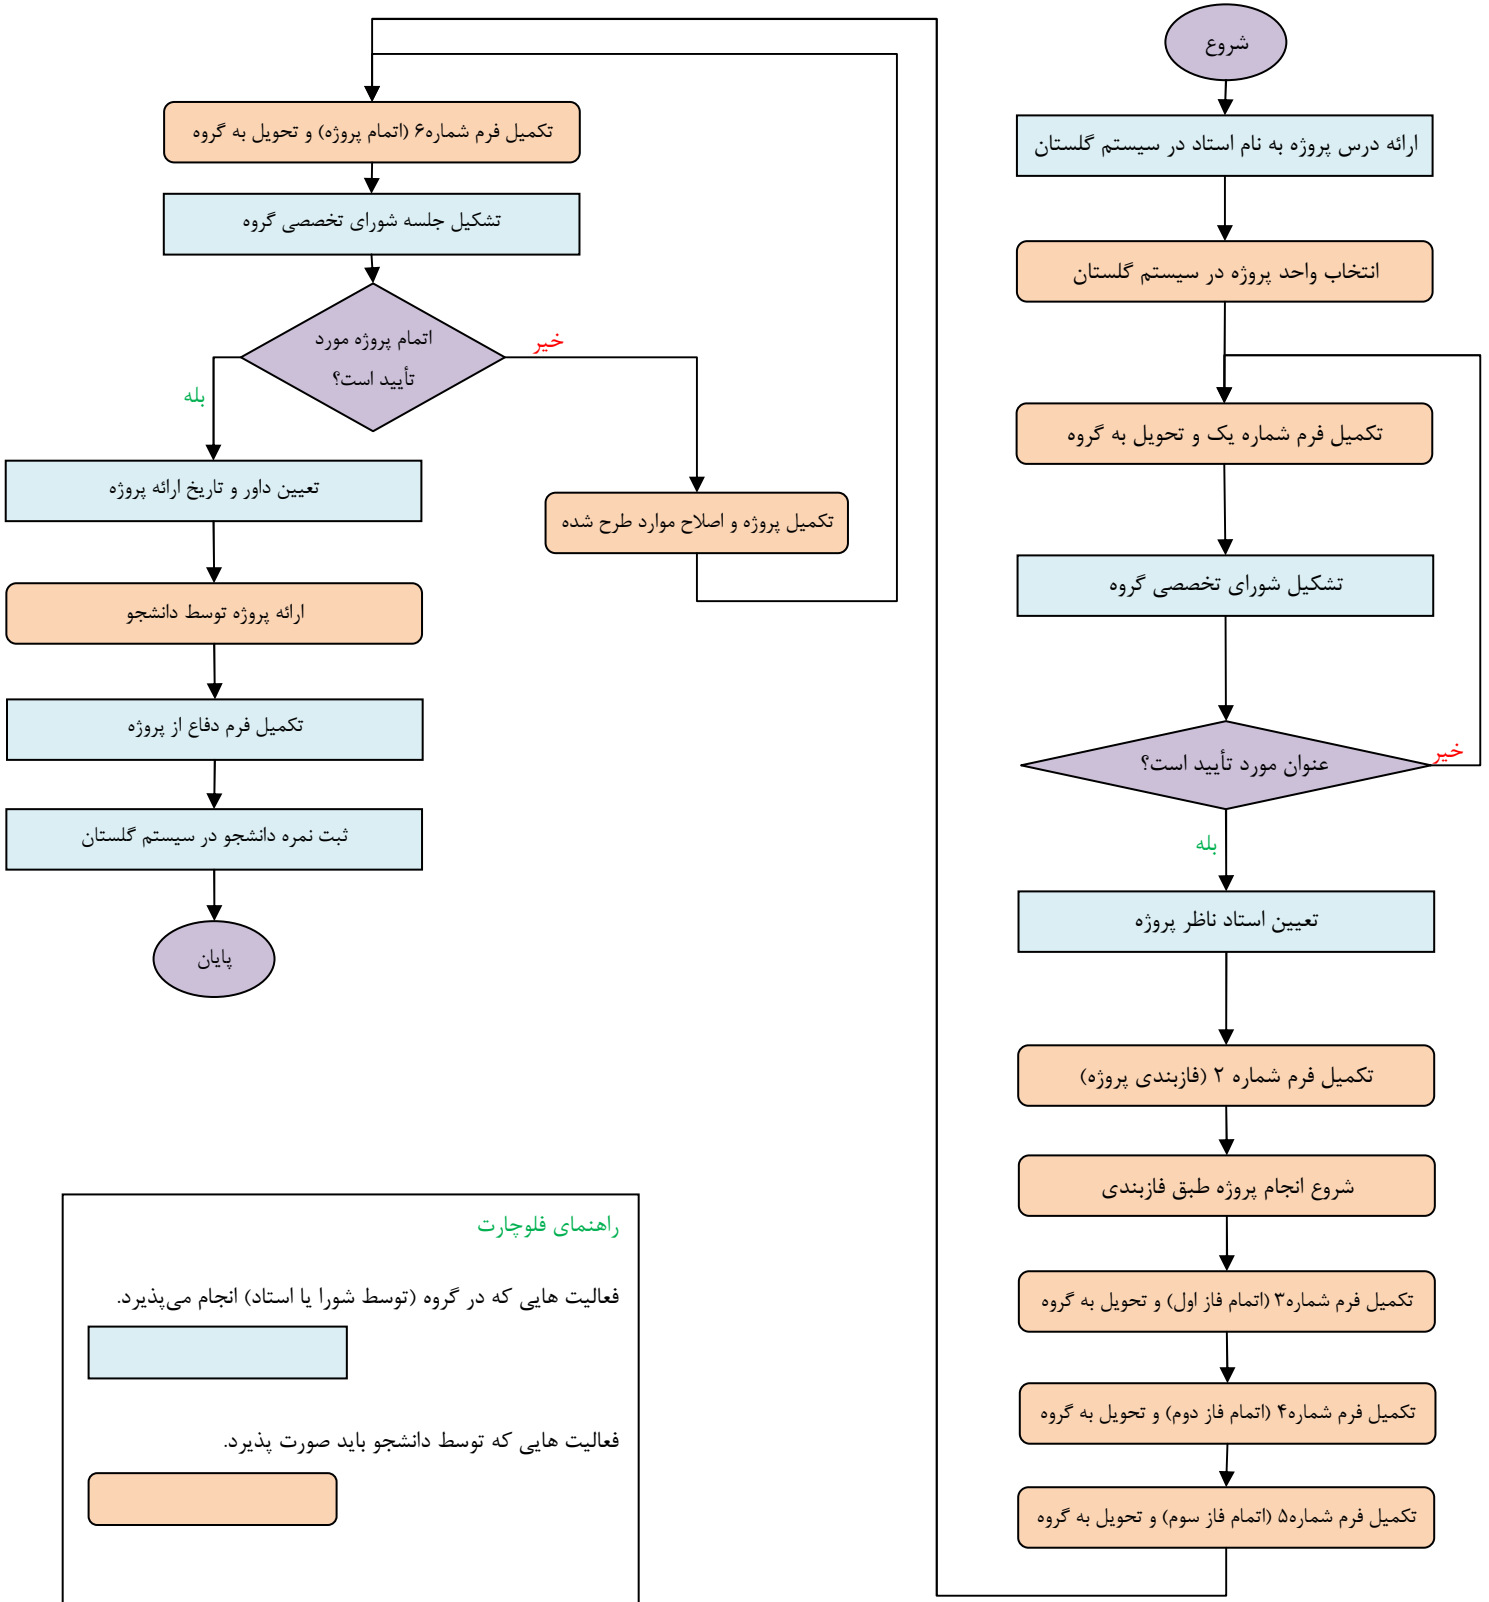 شروع
ارائه درس پروژه به نام استاد در سیستم گلستان
انتخاب واحد پروژه در سیستم گلستان
تکمیل فرم شماره یک و تحویل به گروه
تشکیل شورای تخصصی گروه
عنوان مورد تأیید است؟
خیر
بله
تعیین استاد ناظر پروژه
تکمیل فرم شماره ۲ (فازبندی پروژه)
شروع انجام پروژه طبق فازبندی
تکمیل فرم شماره۳ (اتمام فاز اول) و تحویل به گروه
تکمیل فرم شماره۴ (اتمام فاز دوم) و تحویل به گروه
تکمیل فرم شماره۵ (اتمام فاز سوم) و تحویل به گروه
تکمیل فرم شماره۶ (اتمام پروژه) و تحویل به گروه
تشکیل جلسه شورای تخصصی گروه
اتمام پروژه مورد
تأیید است؟
خیر
بله
تکمیل پروژه و اصلاح موارد طرح شده
تعیین داور و تاریخ ارائه پروژه
ارائه پروژه توسط دانشجو
تکمیل فرم دفاع از پروژه
ثبت نمره دانشجو در سیستم گلستان
پایان
راهنمای فلوچارت
فعالیت هایی که در گروه (توسط شورا یا استاد) انجام می‌پذیرد.
فعالیت هایی که توسط دانشجو باید صورت پذیرد.